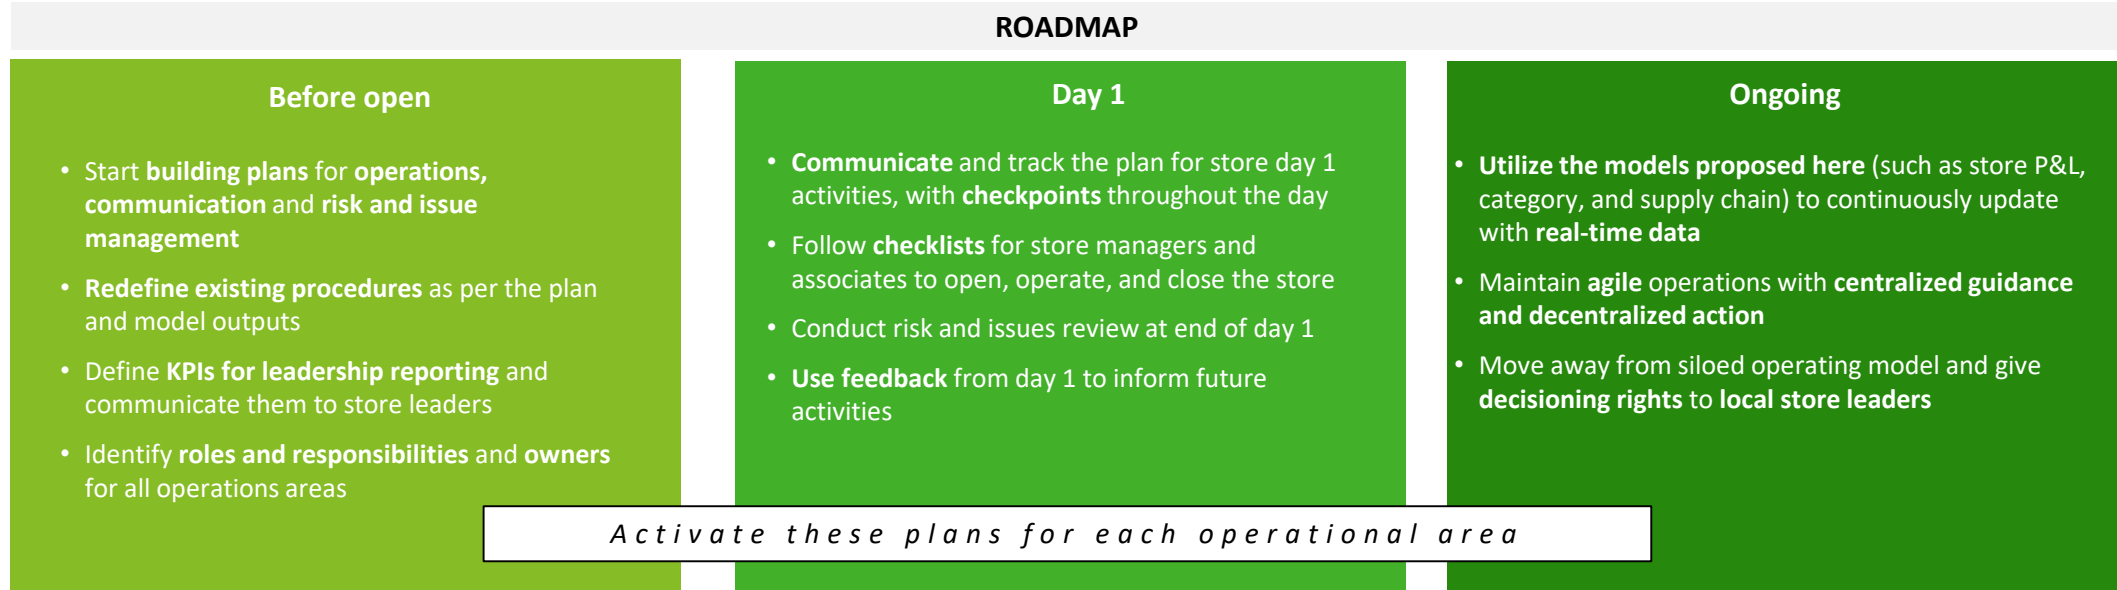 ROADMAP
Before open
• Start building plans for operations,
communication and risk and issue
management
• Redefine existing procedures as per the plan
and model outputs
• Define KPIs for leadership reporting and
communicate them to store leaders
• Identify roles and responsibilities and owners
for all operations areas
Day 1
• Communicate and track the plan for store day 1
activities, with checkpoints throughout the day
• Follow checklists for store managers and
associates to open, operate, and close the store
• Conduct risk and issues review at end of day 1
• Use feedback from day 1 to inform future
activities
Ongoing
• Utilize the models proposed here (such as store P&L,
category, and supply chain) to continuously update
with real-time data
• Maintain agile operations with centralized guidance
and decentralized action
• Move away from siloed operating model and give
decisioning rights to local store leaders
Activate these plans for each operational area